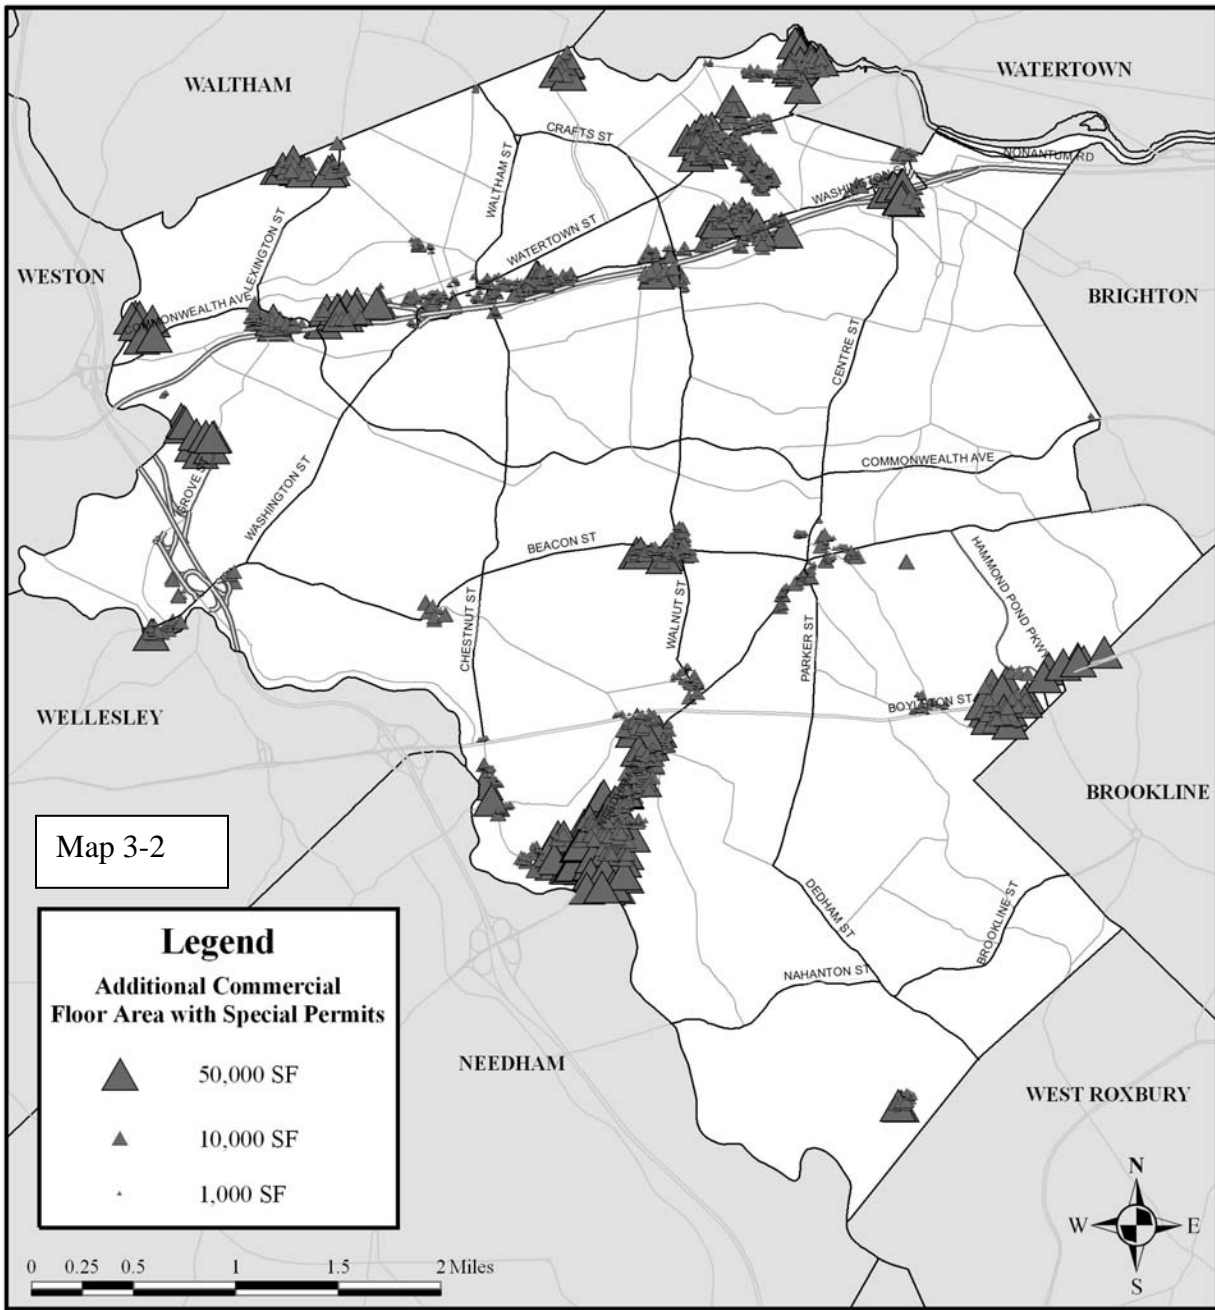 WALTHAM
WATERTOWN
CRAFTS ST
NONANTUM RD
WALTHAM ST
WASHINGTON ST
WATERTOWN ST
LEXINGTON ST
WESTON
BRIGHTON
COMMONWEALTH AVE
CENTRE ST
COMMONWEALTH AVE
GROVE ST
WASHINGTON ST
BEACON ST
HAMMOND POND PKWY
CHESTNUT ST
WALNUT ST
PARKER ST
WELLESLEY
BOYLSTON ST
BROOKLINE
Map 3-2
DEDHAM ST
BROOKLINE ST
NAHANTON ST
Legend
Additional Commercial
Floor Area with Special Permits
50,000 SF
10,000 SF
1,000 SF
NEEDHAM
WEST ROXBURY
N
W E
S
0 0.25 0.5 1 1.5 2 Miles